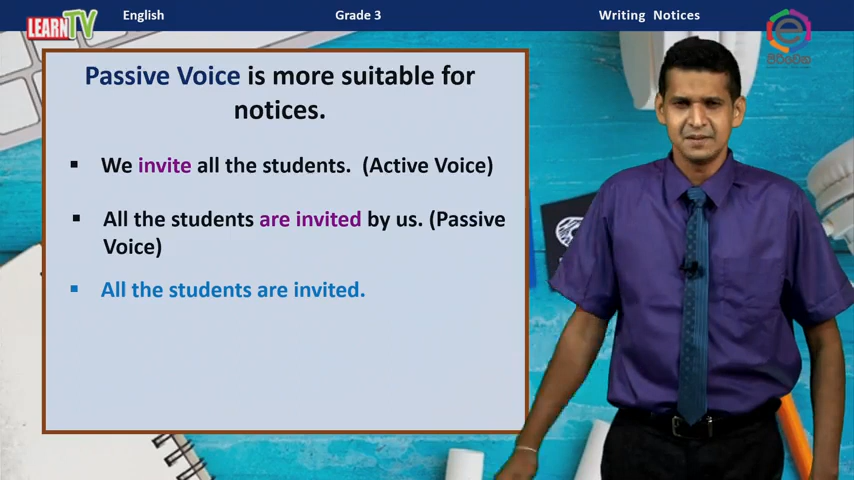 LEARN TV
English
Grade 3
Writing Notices
Passive Voice is more suitable for
notices.
▪ We invite all the students. (Active Voice)
▪ All the students are invited by us. (Passive
Voice)
▪ All the students are invited.